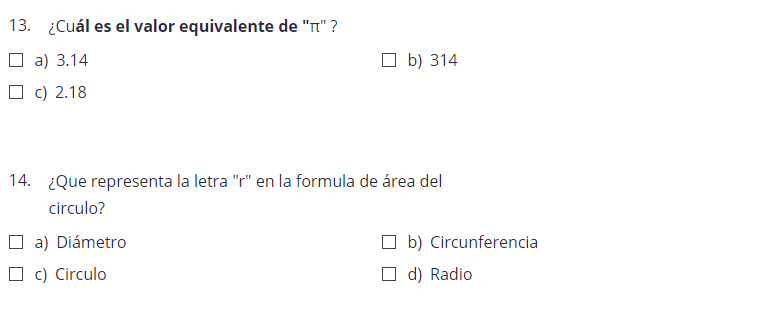 13. ¿Cuál es el valor equivalente de "π" ?
☐ a) 3.14 ☐ b) 314
☐ c) 2.18
14. ¿Que representa la letra "r" en la formula de área del
circulo?
☐ a) Diámetro ☐ b) Circunferencia
☐ c) Circulo ☐ d) Radio